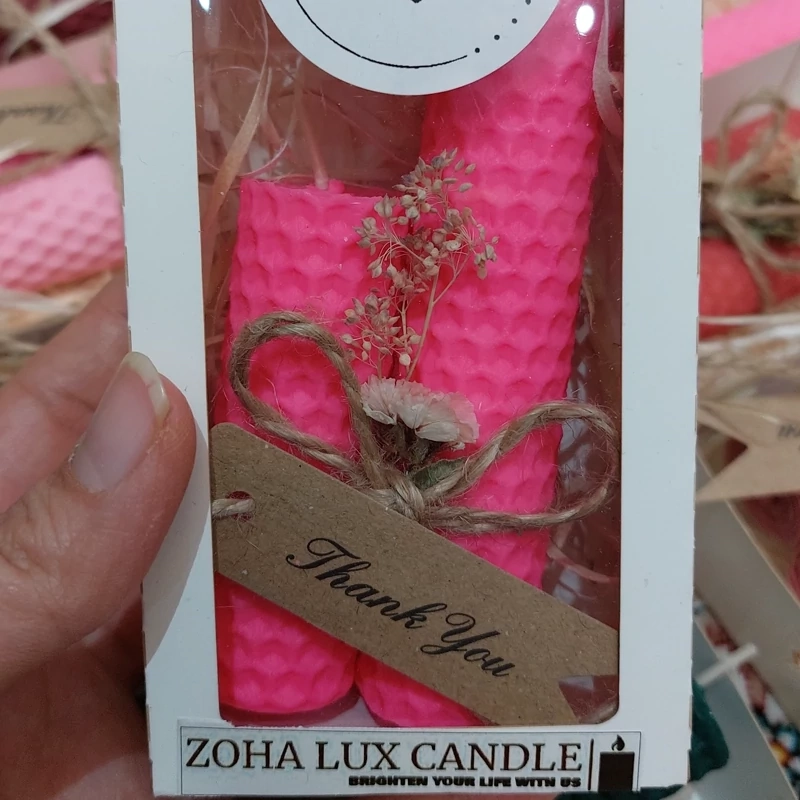 Thank You
ZOHA LUX CANDLE
BRIGHTEN YOUR LIFE WITH US